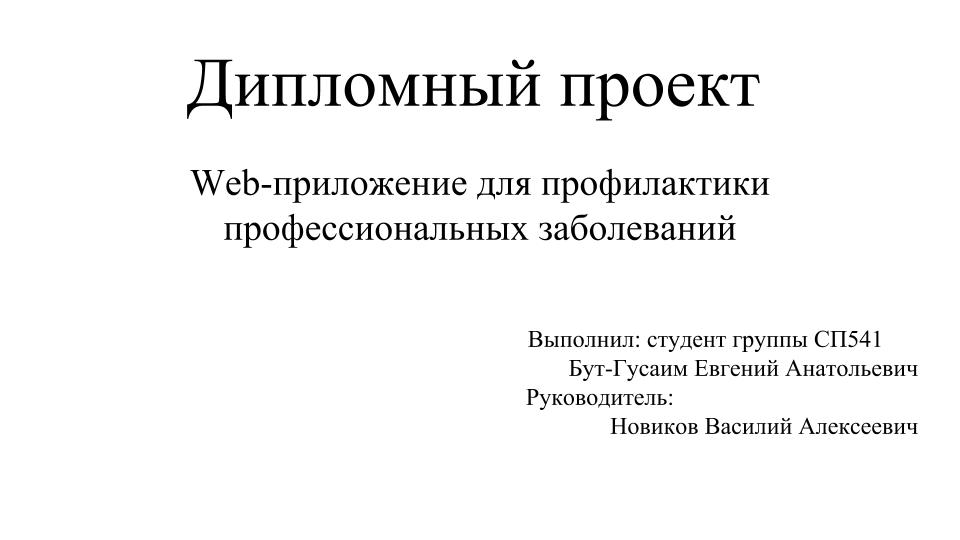 Дипломный проект
Web-приложение для профилактики
профессиональных заболеваний
Выполнил: студент группы СП541
Бут-Гусаим Евгений Анатольевич
Руководитель:
Новиков Василий Алексеевич